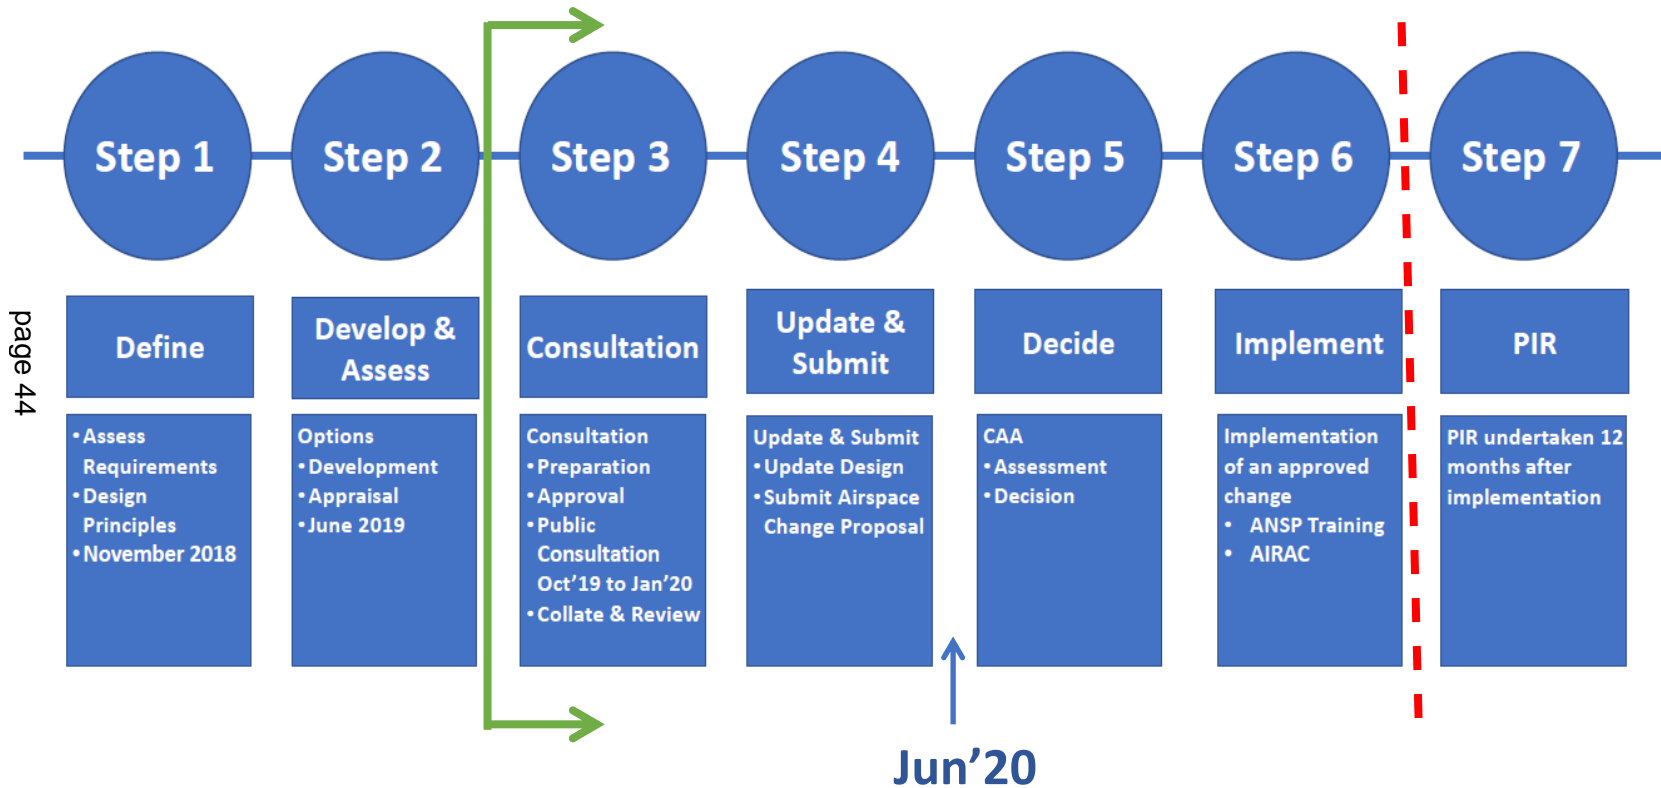 Step 1
Step 2
Step 3
Step 4
Step 5
Step 6
Step 7
page 44
Define
Develop &
Assess
Consultation
Update &
Submit
Decide
Implement
PIR
•Assess
Requirements
•Design
Principles
•November 2018
Options
•Development
•Appraisal
•June 2019
Consultation
•Preparation
•Approval
•Public
Consultation
Oct’19 to Jan’20
•Collate & Review
Update & Submit
•Update Design
•Submit Airspace
Change Proposal
CAA
•Assessment
•Decision
Implementation
of an approved
change
• ANSP Training
• AIRAC
PIR undertaken 12
months after
implementation
Jun’20